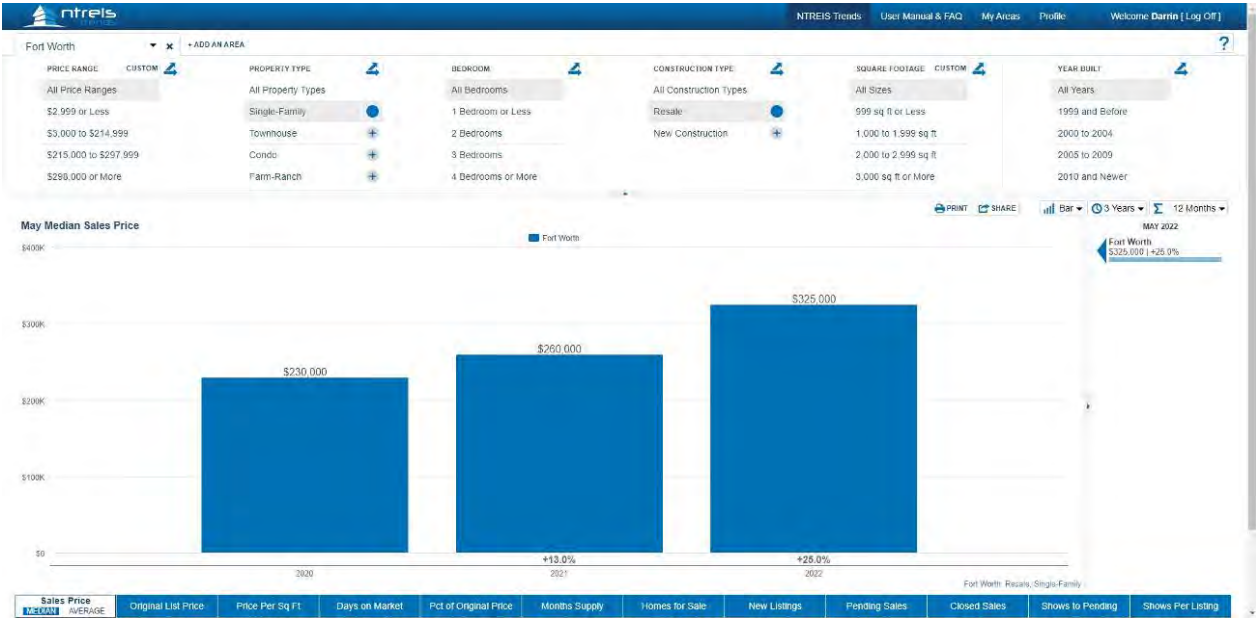 ntreis
trends
NTREIS Trends User Manual & FAQ My Areas Profile Welcome Darrin [ Log Off ]
Fort Worth + ADD AN AREA ?
PRICE RANGE CUSTOM PROPERTY TYPE BEDROOM CONSTRUCTION TYPE SQUARE FOOTAGE CUSTOM YEAR BUILT
All Price Ranges All Property Types All Bedrooms All Construction Types All Sizes All Years
$2,999 or Less Single-Family 1 Bedroom or Less Resale 999 sq ft or Less 1999 and Before
$3,000 to $214,999 Townhouse 2 Bedrooms New Construction 1,000 to 1,999 sq ft 2000 to 2004
$215,000 to $297,999 Condo 3 Bedrooms 2,000 to 2,999 sq ft 2005 to 2009
$298,000 or More Farm-Ranch 4 Bedrooms or More 3,000 sq ft or More 2010 and Newer
PRINT SHARE Bar 3 Years Σ 12 Months
May Median Sales Price
Fort Worth
MAY 2022
Fort Worth
$325,000 | +25.0%
$400K
$325,000
$300K
$260,000
$230,000
$200K
$100K
$0
+13.0% +25.0%
2020 2021 2022
Fort Worth: Resale, Single-Family
Sales Price
MEDIAN AVERAGE
Original List Price Price Per Sq Ft Days on Market Pct of Original Price Months Supply Homes for Sale New Listings Pending Sales Closed Sales Shows to Pending Shows Per Listing